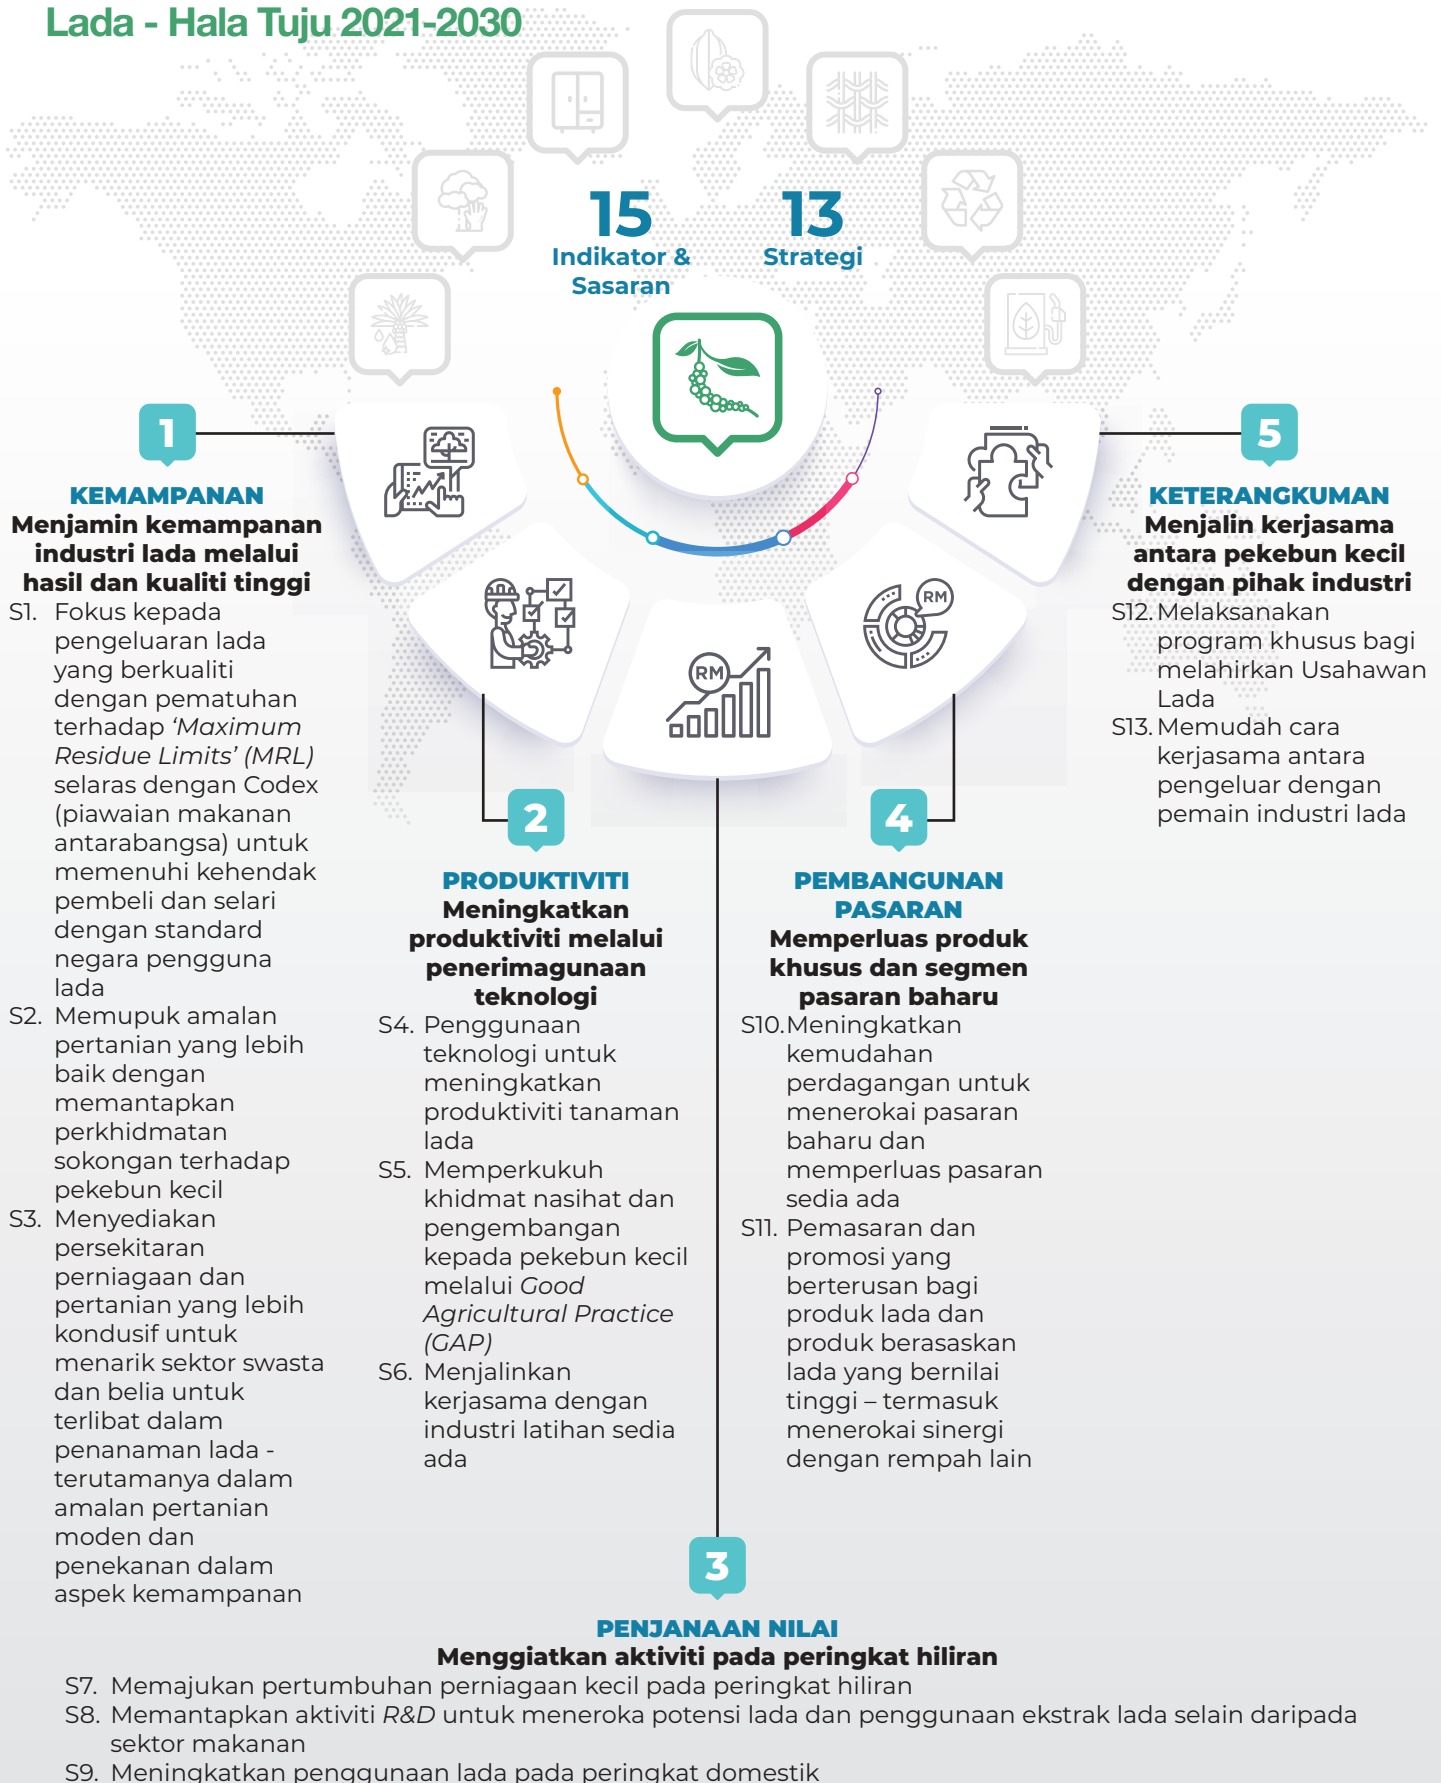 Lada - Hala Tuju 2021-2030
15
Indikator &
Sasaran
13
Strategi
1
KEMAMPANAN
Menjamin kemampanan
industri lada melalui
hasil dan kualiti tinggi
S1. Fokus kepada
pengeluaran lada
yang berkualiti
dengan pematuhan
terhadap ‘Maximum
Residue Limits’ (MRL)
selaras dengan Codex
(piawaian makanan
antarabangsa) untuk
memenuhi kehendak
pembeli dan selari
dengan standard
negara pengguna
lada
S2. Memupuk amalan
pertanian yang lebih
baik dengan
memantapkan
perkhidmatan
sokongan terhadap
pekebun kecil
S3. Menyediakan
persekitaran
perniagaan dan
pertanian yang lebih
kondusif untuk
menarik sektor swasta
dan belia untuk
terlibat dalam
penanaman lada -
terutamanya dalam
amalan pertanian
moden dan
penekanan dalam
aspek kemampanan
2
PRODUKTIVITI
Meningkatkan
produktiviti melalui
penerimagunaan
teknologi
S4. Penggunaan
teknologi untuk
meningkatkan
produktiviti tanaman
lada
S5. Memperkukuh
khidmat nasihat dan
pengembangan
kepada pekebun kecil
melalui Good
Agricultural Practice
(GAP)
S6. Menjalinkan
kerjasama dengan
industri latihan sedia
ada
RM
3
PENJANAAN NILAI
Menggiatkan aktiviti pada peringkat hiliran
S7. Memajukan pertumbuhan perniagaan kecil pada peringkat hiliran
S8. Memantapkan aktiviti R&D untuk meneroka potensi lada dan penggunaan ekstrak lada selain daripada
sektor makanan
S9. Meningkatkan penggunaan lada pada peringkat domestik
RM
4
PEMBANGUNAN
PASARAN
Memperluas produk
khusus dan segmen
pasaran baharu
S10. Meningkatkan
kemudahan
perdagangan untuk
menerokai pasaran
baharu dan
memperluas pasaran
sedia ada
S11. Pemasaran dan
promosi yang
berterusan bagi
produk lada dan
produk berasaskan
lada yang bernilai
tinggi – termasuk
menerokai sinergi
dengan rempah lain
5
KETERANGKUMAN
Menjalin kerjasama
antara pekebun kecil
dengan pihak industri
S12. Melaksanakan
program khusus bagi
melahirkan Usahawan
Lada
S13. Memudah cara
kerjasama antara
pengeluar dengan
pemain industri lada